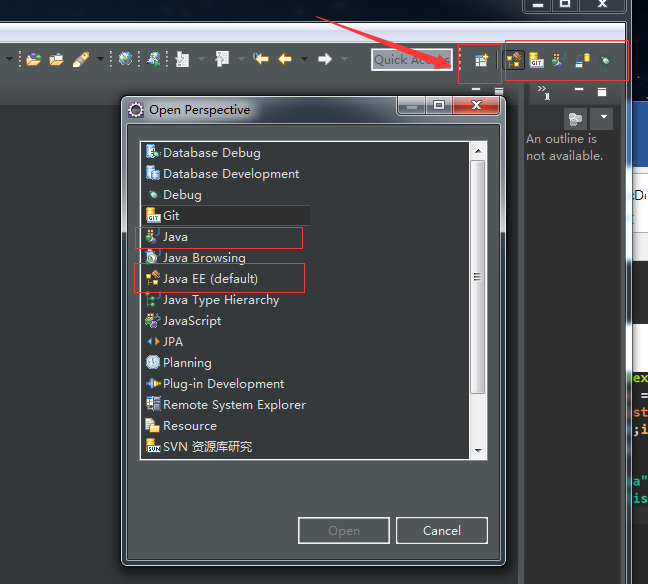 Quick Access
Open Perspective
An outline is
not available.
Database Debug
Database Development
Debug
Git
Java
Java Browsing
Java EE (default)
Java Type Hierarchy
JavaScript
JPA
Planning
Plug-in Development
Remote System Explorer
Resource
SVN 资源库研究
Open
Cancel